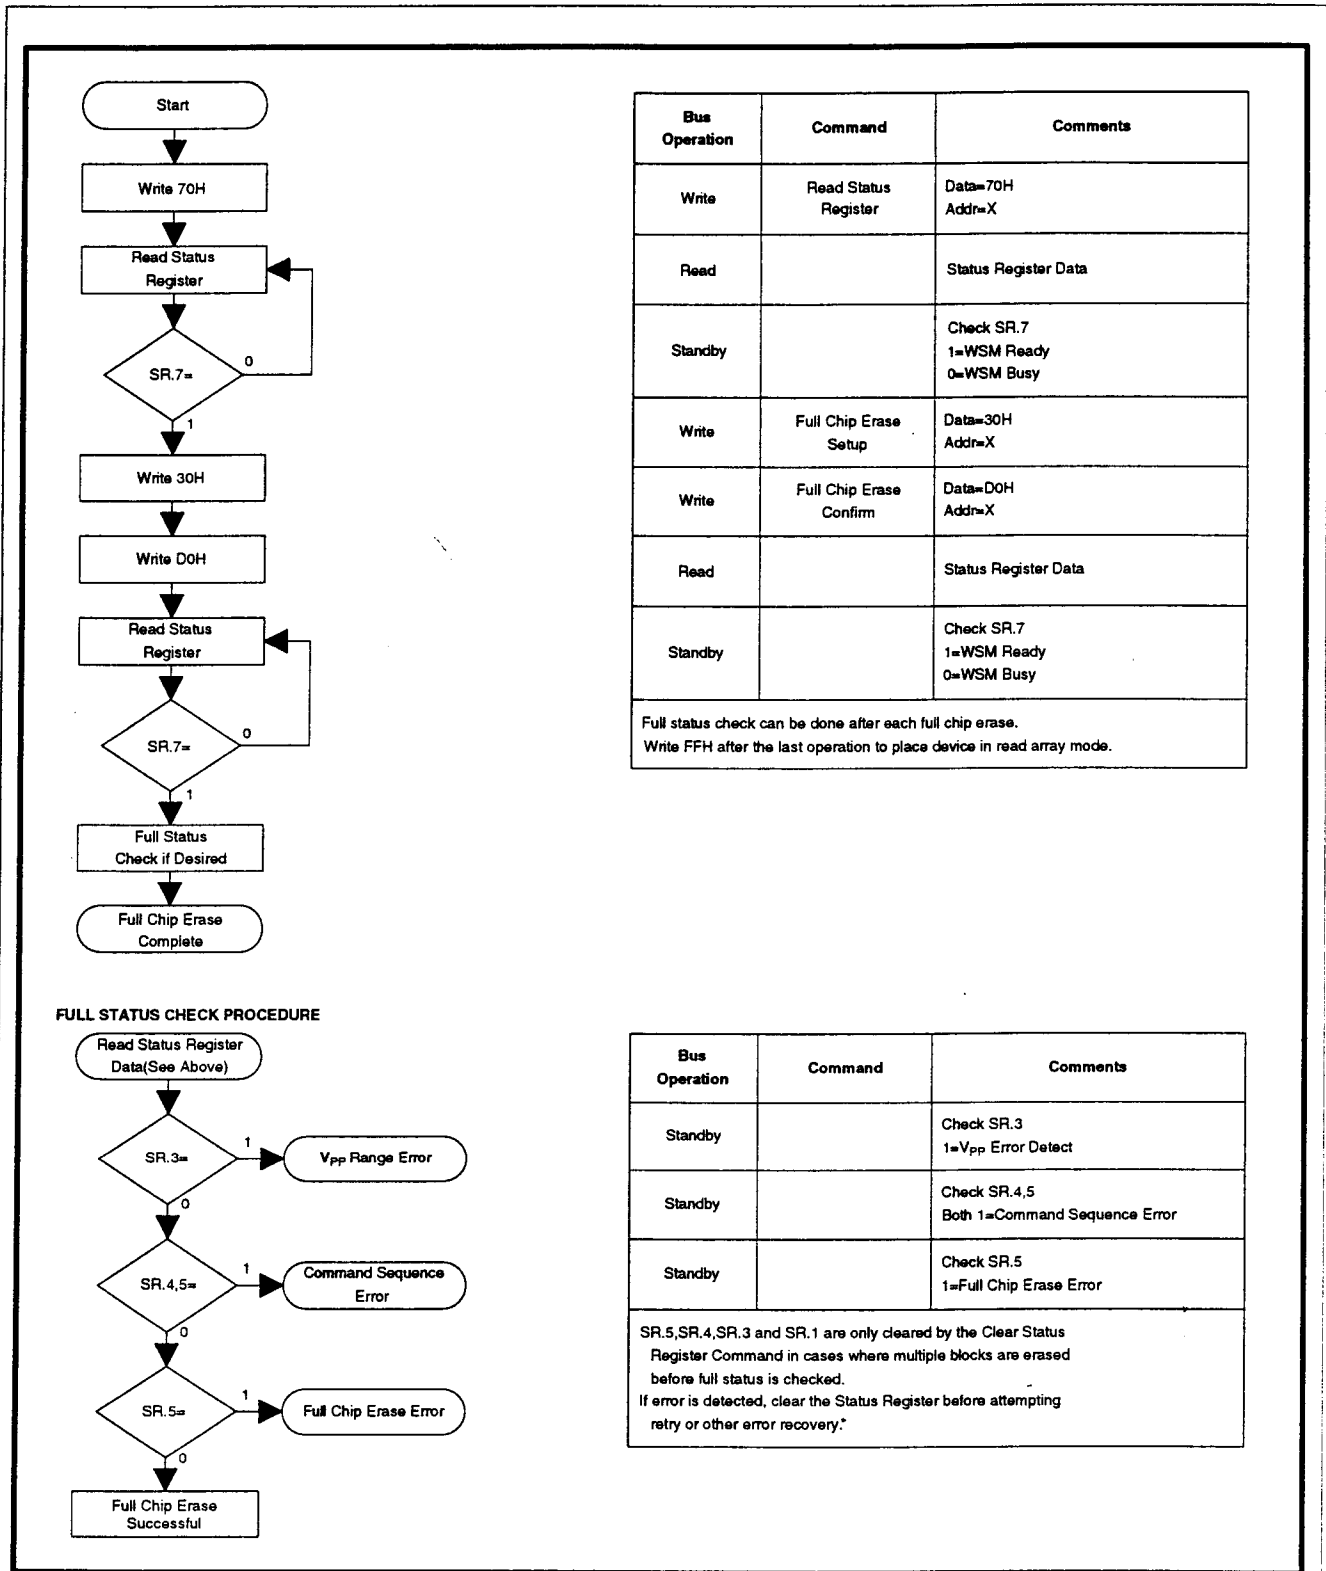 Start
Write 70H
Read Status
Register
SR.7=
0
1
Write 30H
Write D0H
Read Status
Register
SR.7=
0
1
Full Status
Check if Desired
Full Chip Erase
Complete
Bus
Operation
Command
Comments
Write
Read Status
Register
Data=70H
Addr=X
Read
Status Register Data
Standby
Check SR.7
1=WSM Ready
0=WSM Busy
Write
Full Chip Erase
Setup
Data=30H
Addr=X
Write
Full Chip Erase
Confirm
Data=D0H
Addr=X
Read
Status Register Data
Standby
Check SR.7
1=WSM Ready
0=WSM Busy
Full status check can be done after each full chip erase.
Write FFH after the last operation to place device in read array mode.
FULL STATUS CHECK PROCEDURE
Read Status Register
Data(See Above)
SR.3=
1
VPP Range Error
0
SR.4,5=
1
Command Sequence
Error
0
SR.5=
1
Full Chip Erase Error
0
Full Chip Erase
Successful
Bus
Operation
Command
Comments
Standby
Check SR.3
1=VPP Error Detect
Standby
Check SR.4,5
Both 1=Command Sequence Error
Standby
Check SR.5
1=Full Chip Erase Error
SR.5,SR.4,SR.3 and SR.1 are only cleared by the Clear Status
Register Command in cases where multiple blocks are erased
before full status is checked.
If error is detected, clear the Status Register before attempting
retry or other error recovery.